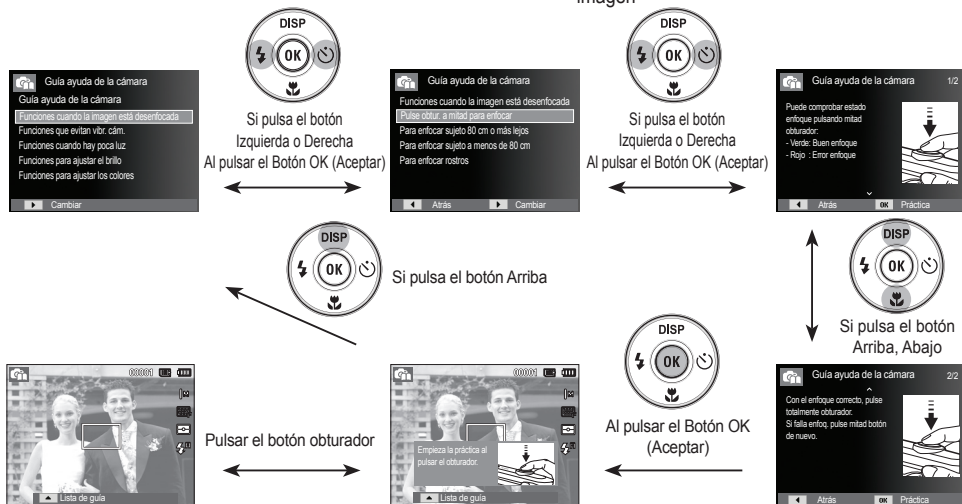 imagen
DISP
OK
DISP
OK
Guía ayuda de la cámara
Guía ayuda de la cámara
Funciones cuando la imagen está desenfocada
Funciones que evitan vibr. cám.
Funciones cuando hay poca luz
Funciones para ajustar el brillo
Funciones para ajustar los colores
Cambiar
Si pulsa el botón
Izquierda o Derecha
Al pulsar el Botón OK (Aceptar)
Guía ayuda de la cámara
Funciones cuando la imagen está desenfocada
Pulse obtur. a mitad para enfocar
Para enfocar sujeto 80 cm o más lejos
Para enfocar sujeto a menos de 80 cm
Para enfocar rostros
Atrás
Cambiar
Si pulsa el botón
Izquierda o Derecha
Al pulsar el Botón OK (Aceptar)
Guía ayuda de la cámara 1/2
Puede comprobar estado
enfoque pulsando mitad
obturador:
- Verde: Buen enfoque
- Rojo : Error enfoque
Atrás
OK Práctica
DISP
OK
Si pulsa el botón Arriba
DISP
OK
Si pulsa el botón
Arriba, Abajo
00001
Lista de guía
Pulsar el botón obturador
00001
Empieza la práctica al
pulsar el obturador.
Lista de guía
DISP
OK
Al pulsar el Botón OK
(Aceptar)
Guía ayuda de la cámara 2/2
Con el enfoque correcto, pulse
totalmente obturador.
Si falla enfoq, pulse mitad botón
de nuevo.
Atrás
OK Práctica